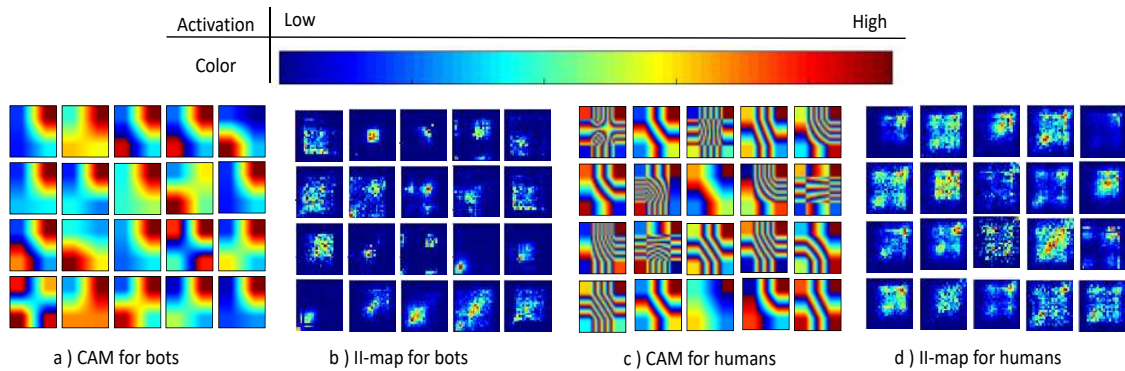 Activation Low High
Color
a ) CAM for bots b ) II-map for bots c ) CAM for humans d ) II-map for humans